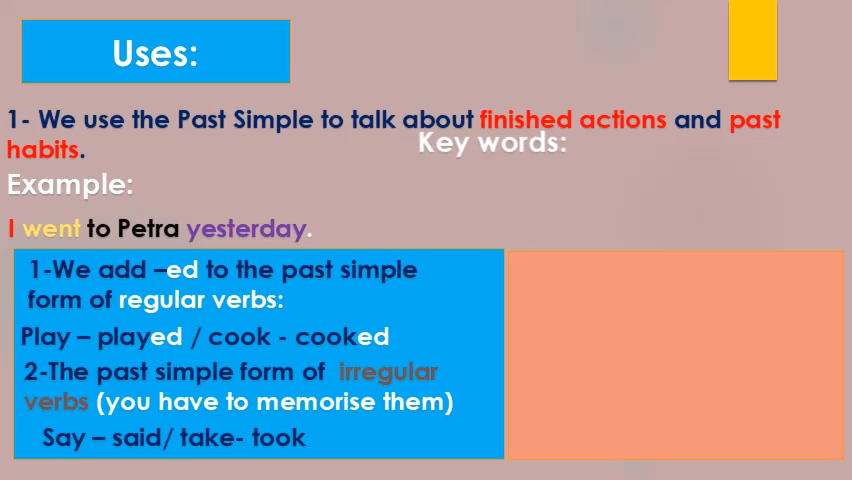 Uses:
1- We use the Past Simple to talk about finished actions and past
habits.
Key words:
Example:
I went to Petra yesterday.
1-We add –ed to the past simple
form of regular verbs:
Play – played / cook - cooked
2-The past simple form of irregular
verbs (you have to memorise them)
Say – said/ take- took